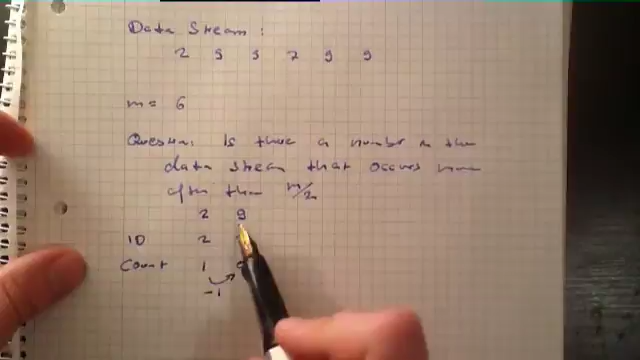 Data Stream :
2 9 9 7 9 9
m = 6
Question: Is there a number in the
data stream that occurs more
often than m/2
2 9
ID 2
Count 1
-1